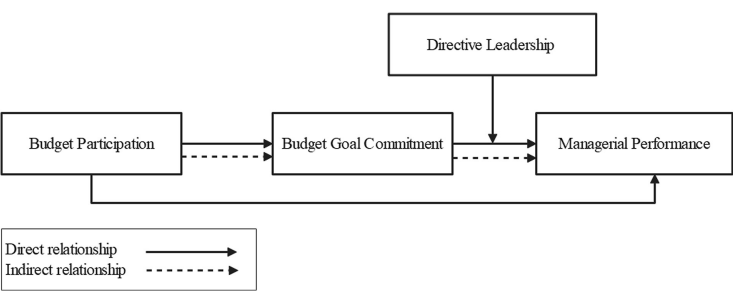 Directive Leadership
Budget Participation
Budget Goal Commitment
Managerial Performance
Direct relationship
Indirect relationship